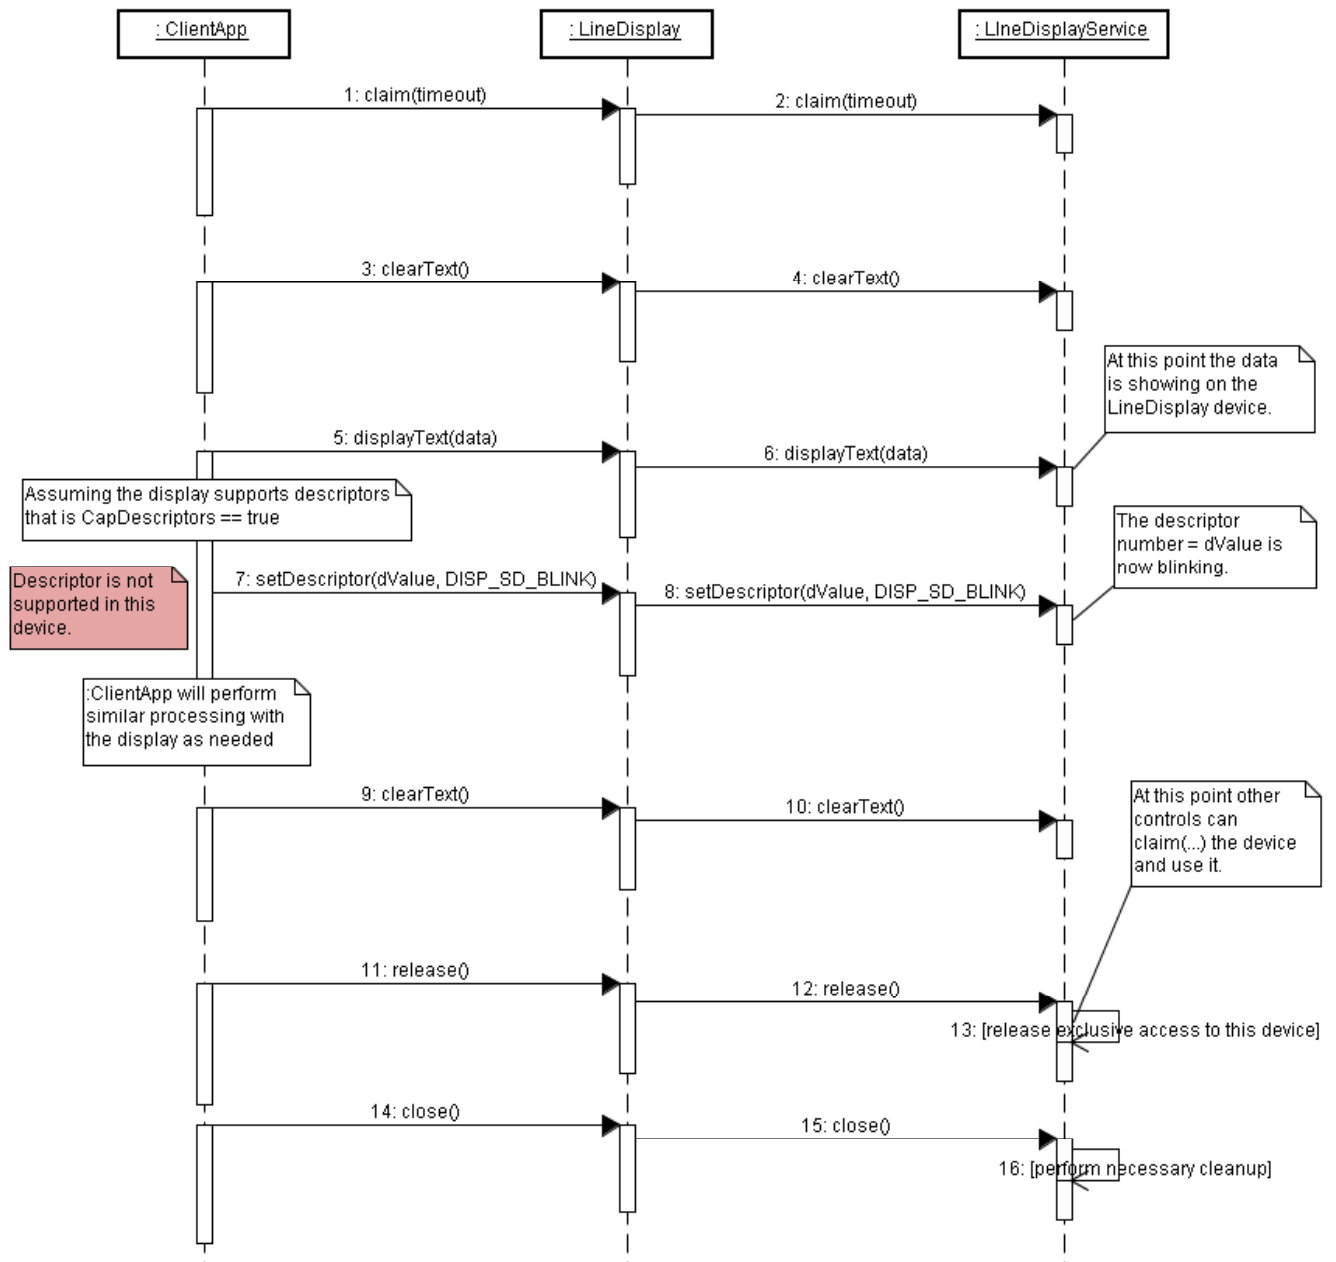 : ClientApp
: LineDisplay
: LIneDisplayService
1: claim(timeout)
2: claim(timeout)
3: clearText()
4: clearText()
At this point the data
is showing on the
LineDisplay device.
5: displayText(data)
6: displayText(data)
Assuming the display supports descriptors
that is CapDescriptors == true
The descriptor
number = dValue is
now blinking.
Descriptor is not
supported in this
device.
7: setDescriptor(dValue, DISP_SD_BLINK)
8: setDescriptor(dValue, DISP_SD_BLINK)
:ClientApp will perform
similar processing with
the display as needed
9: clearText()
10: clearText()
At this point other
controls can
claim(...) the device
and use it.
11: release()
12: release()
13: [release exclusive access to this device]
14: close()
15: close()
16: [perform necessary cleanup]